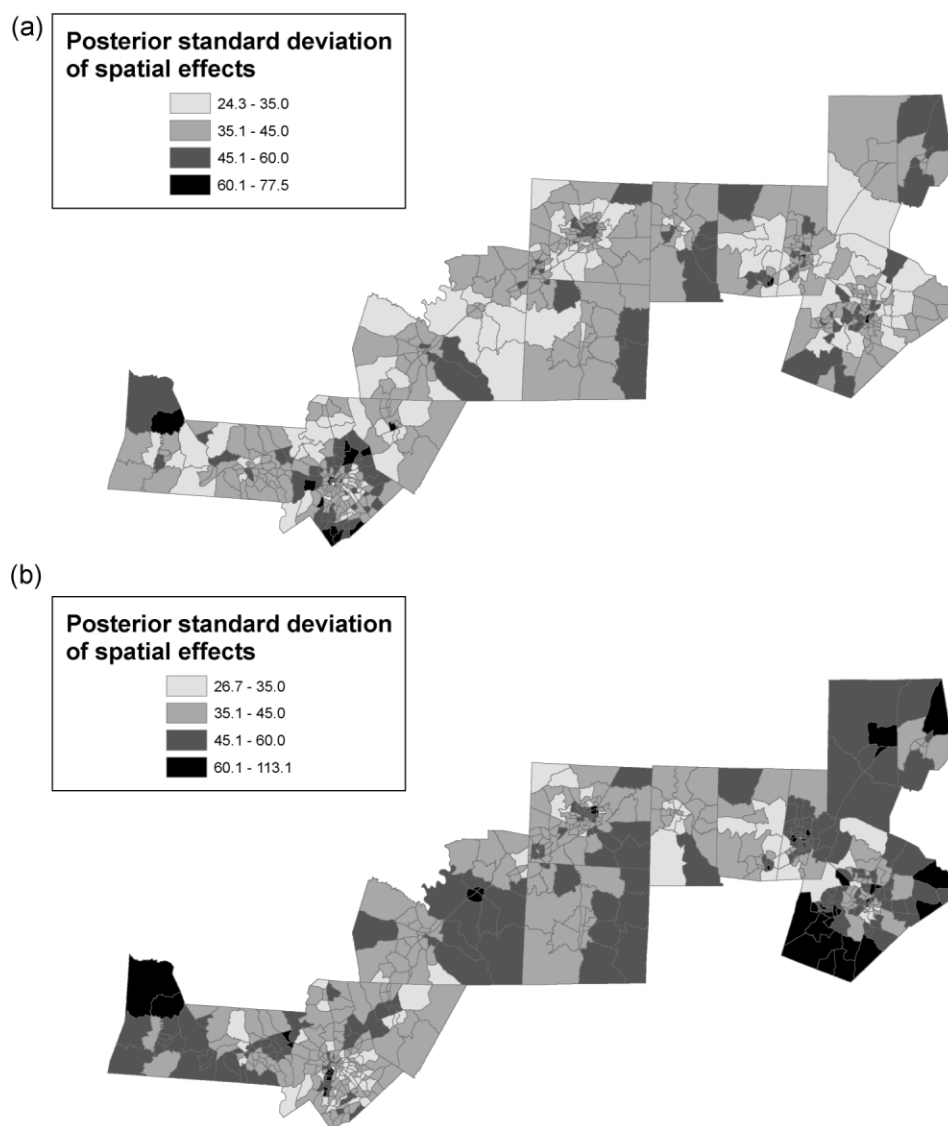 (a)
Posterior standard deviation
of spatial effects
24.3 - 35.0
35.1 - 45.0
45.1 - 60.0
60.1 - 77.5
(b)
Posterior standard deviation
of spatial effects
26.7 - 35.0
35.1 - 45.0
45.1 - 60.0
60.1 - 113.1